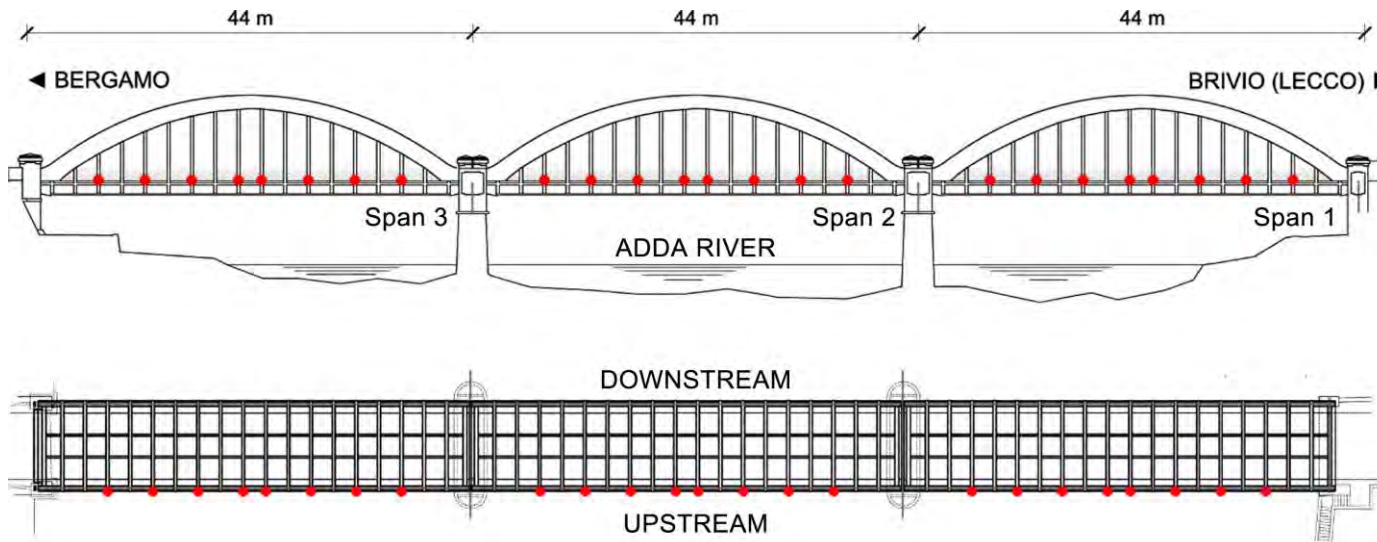 44 m 44 m 44 m
◄ BERGAMO BRIVIO (LECCO)
Span 3 Span 2 Span 1
ADDA RIVER
DOWNSTREAM
UPSTREAM